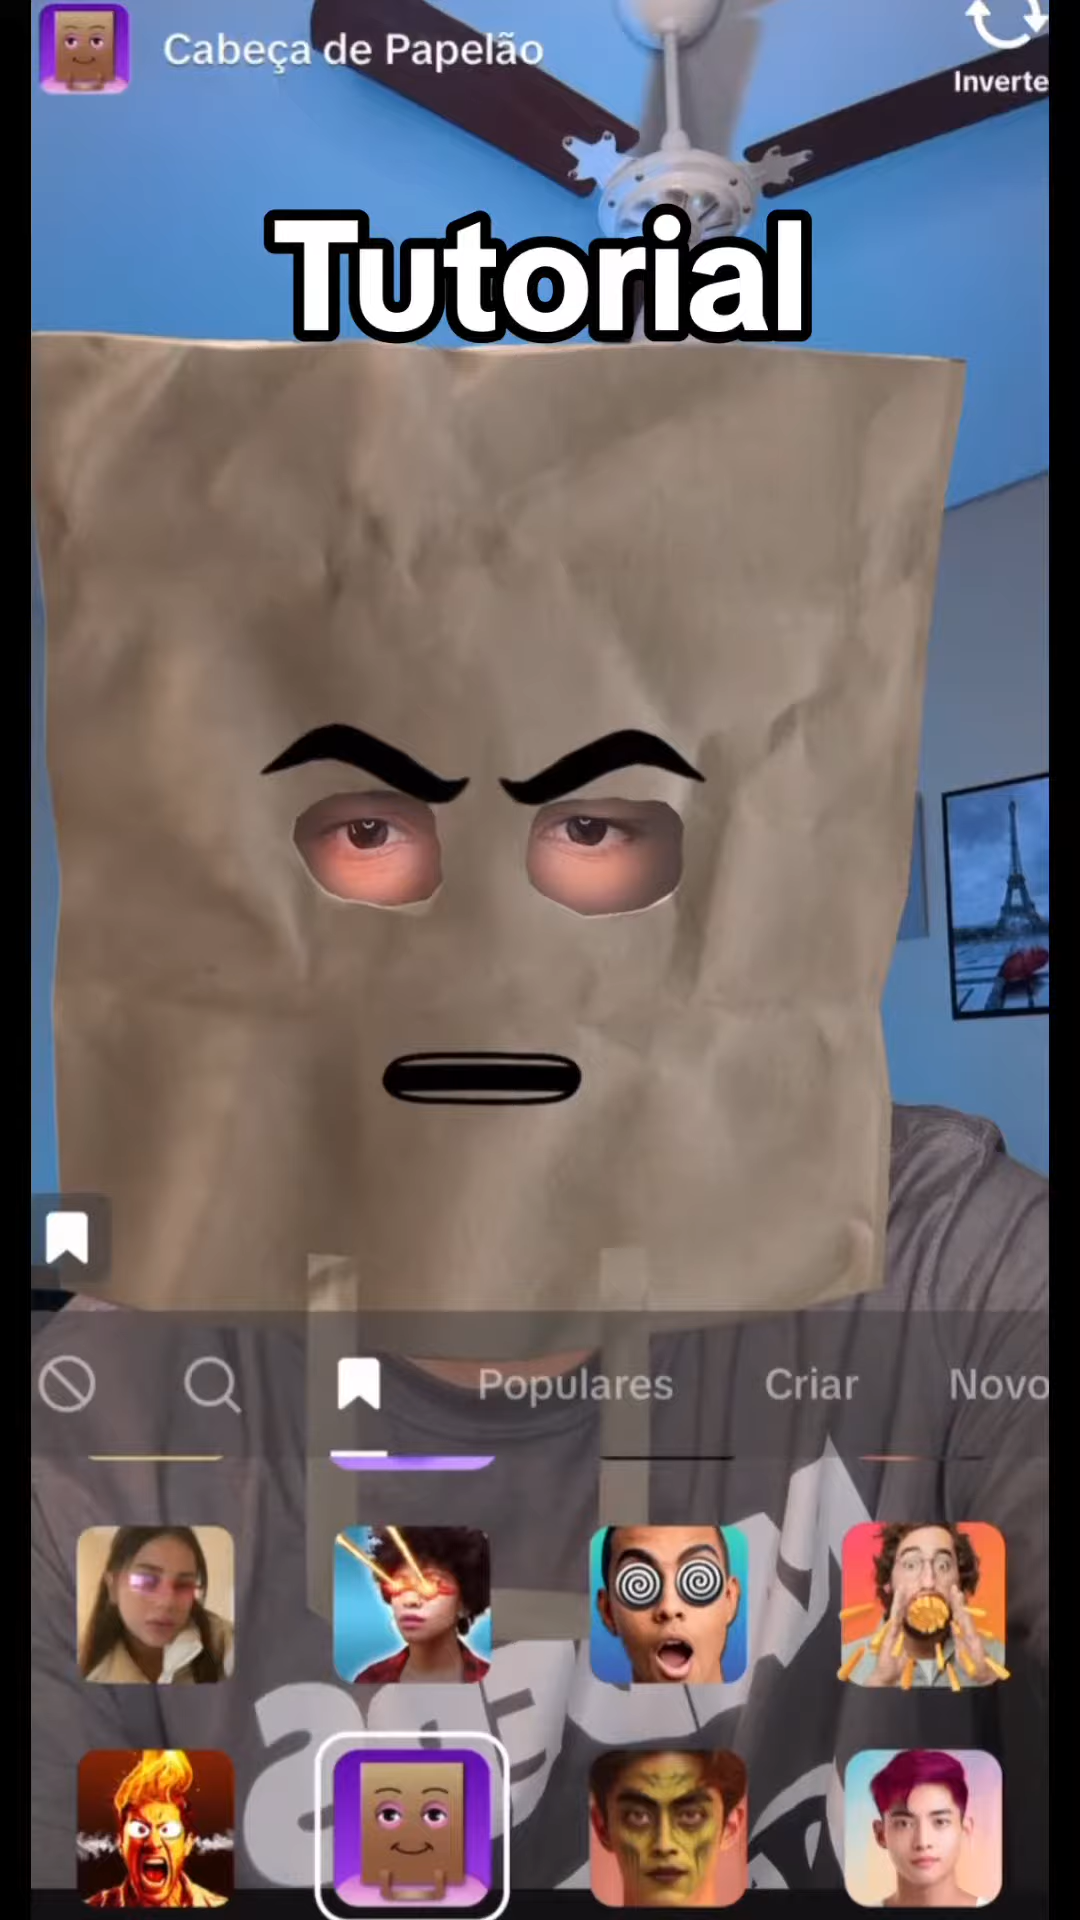 Cabeça de Papelão
Inverte
Tutorial
Populares
Criar
Novo